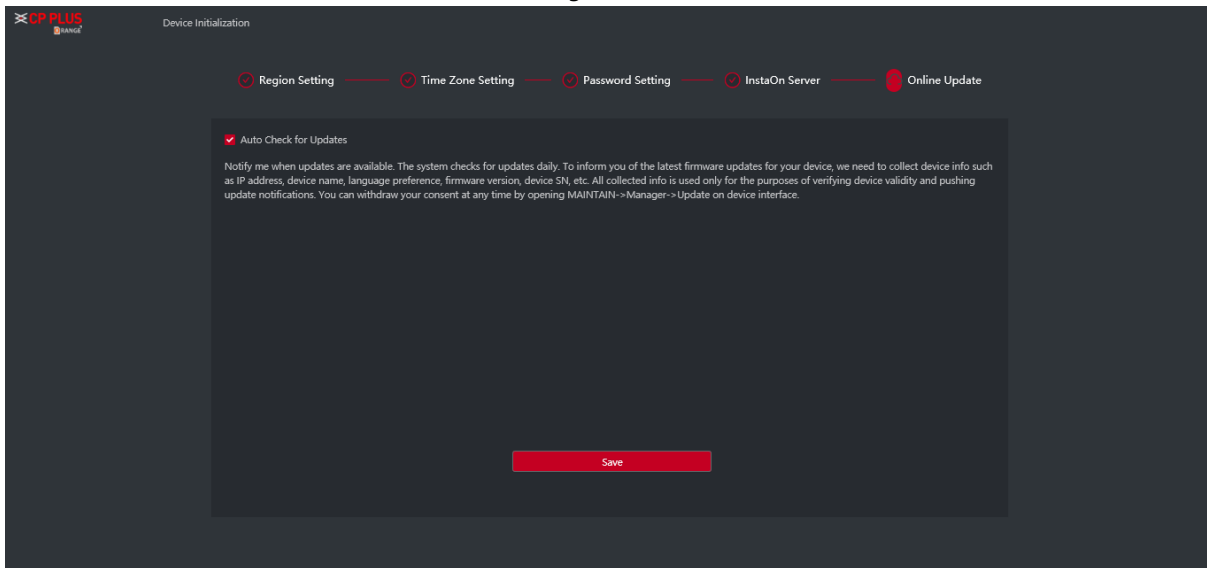 CP PLUS
ORANGE
Device Initialization
Region Setting
Time Zone Setting
Password Setting
InstaOn Server
Online Update
Auto Check for Updates
Notify me when updates are available. The system checks for updates daily. To inform you of the latest firmware updates for your device, we need to collect device info such
as IP address, device name, language preference, firmware version, device SN, etc. All collected info is used only for the purposes of verifying device validity and pushing
update notifications. You can withdraw your consent at any time by opening MAINTAIN->Manager->Update on device interface.
Save